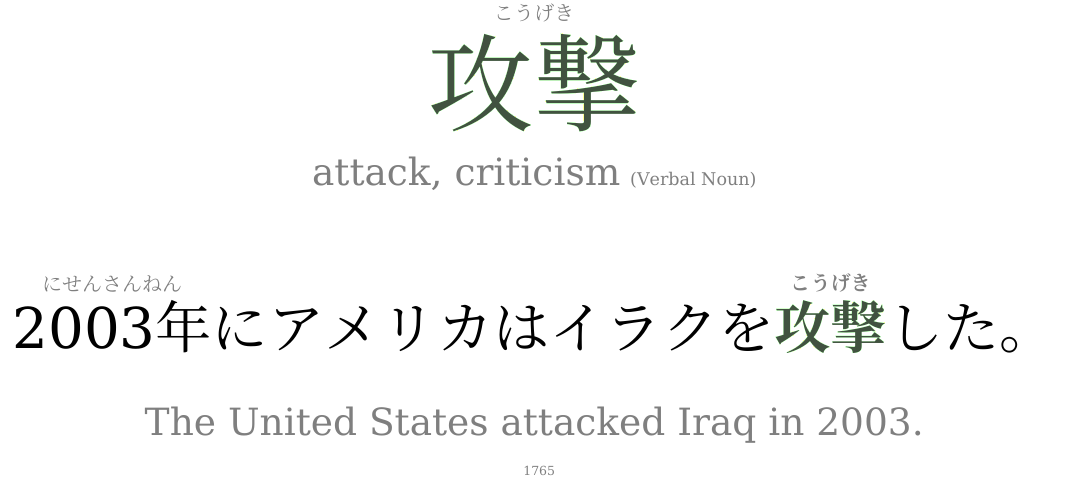 こうげき
攻撃
attack, criticism (Verbal Noun)
にせんさんねん こうげき
2003年にアメリカはイラクを攻撃した。
The United States attacked Iraq in 2003.
1765